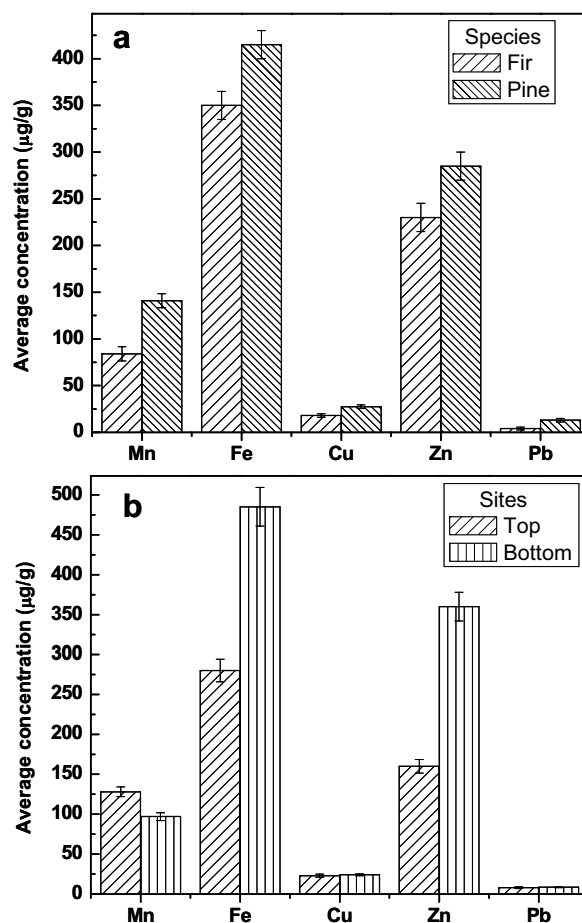 a
Species
Fir
Pine
Average concentration (μg/g)
400
350
300
250
200
150
100
50
0
Mn Fe Cu Zn Pb
b
Sites
Top
Bottom
Average concentration (μg/g)
500
450
400
350
300
250
200
150
100
50
0
Mn Fe Cu Zn Pb